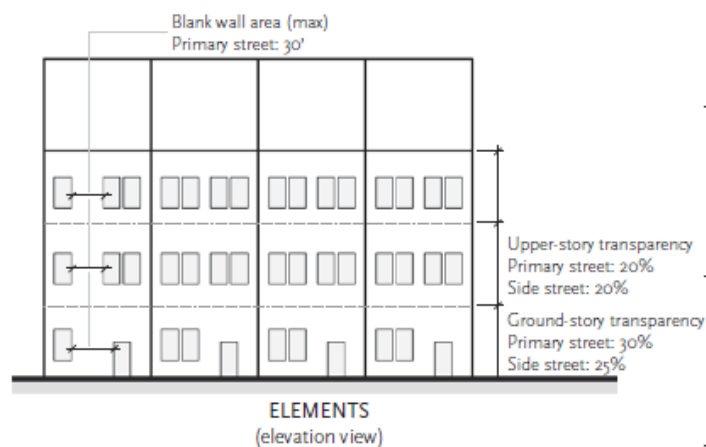 Blank wall area (max)
Primary street: 30'
Upper-story transparency
Primary street: 20%
Side street: 20%
Ground-story transparency
Primary street: 30%
Side street: 25%
ELEMENTS
(elevation view)